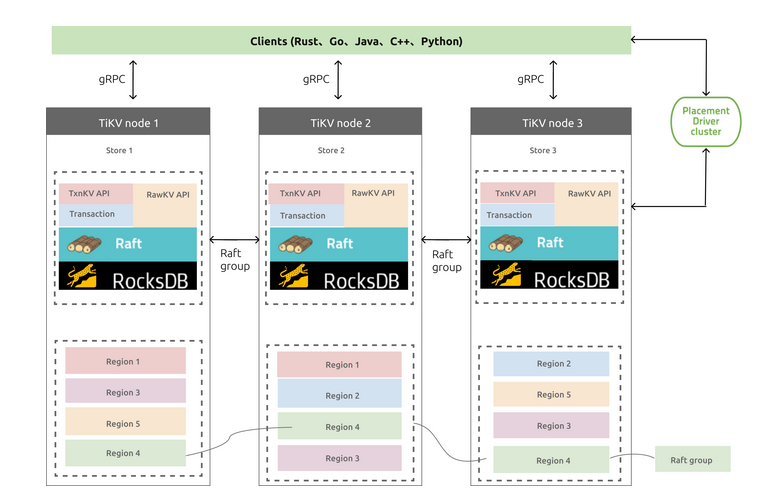 Clients (Rust、Go、Java、C++、Python)
gRPC
gRPC
gRPC
Placement
Driver
cluster
TiKV node 1
TiKV node 2
TiKV node 3
Store 1
Store 2
Store 3
TxnKV API
RawKV API
Transaction
Raft
RocksDB
TxnKV API
RawKV API
Transaction
Raft
RocksDB
TxnKV API
RawKV API
Transaction
Raft
RocksDB
Raft
group
Raft
group
Region 1
Region 3
Region 5
Region 4
Region 1
Region 2
Region 4
Region 3
Region 2
Region 5
Region 3
Region 4
Raft group